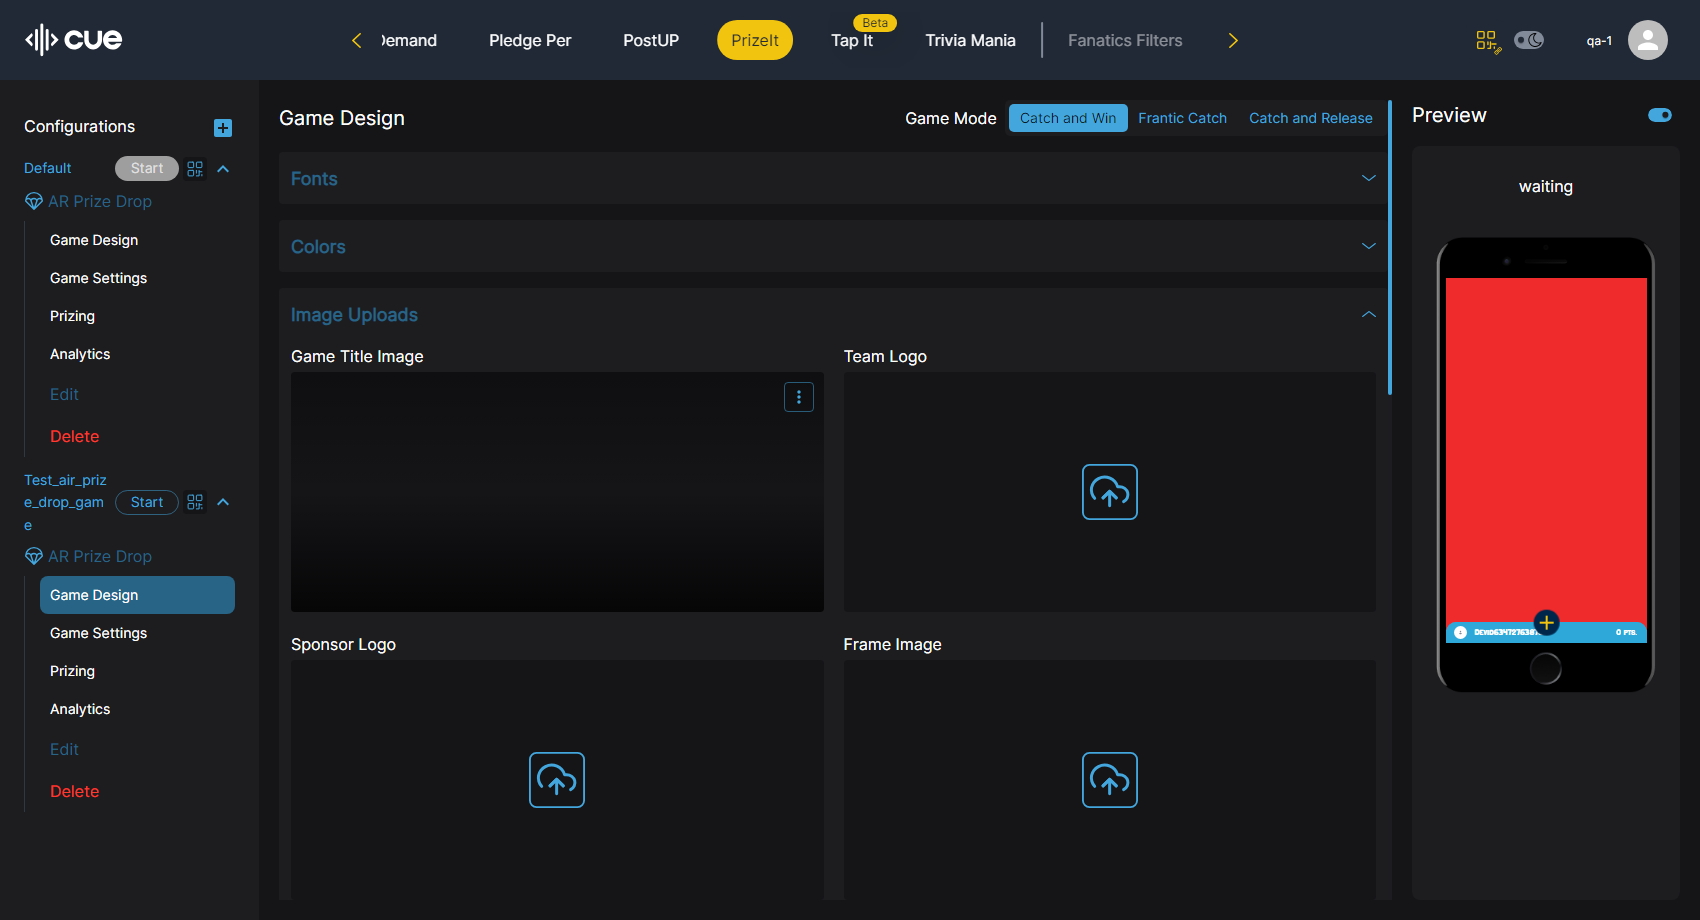 cue
Demand
Pledge Per
PostUP
PrizeIt
Beta
Tap It
Trivia Mania
Fanatics Filters
qa-1
Configurations
Default
Start
AR Prize Drop
Game Design
Game Settings
Prizing
Analytics
Edit
Delete
Test_air_priz
e_drop_gam
e
Start
AR Prize Drop
Game Design
Game Settings
Prizing
Analytics
Edit
Delete
Game Design
Game Mode
Catch and Win
Frantic Catch
Catch and Release
Fonts
Colors
Image Uploads
Game Title Image
Team Logo
Sponsor Logo
Frame Image
Preview
waiting
0 PTS.